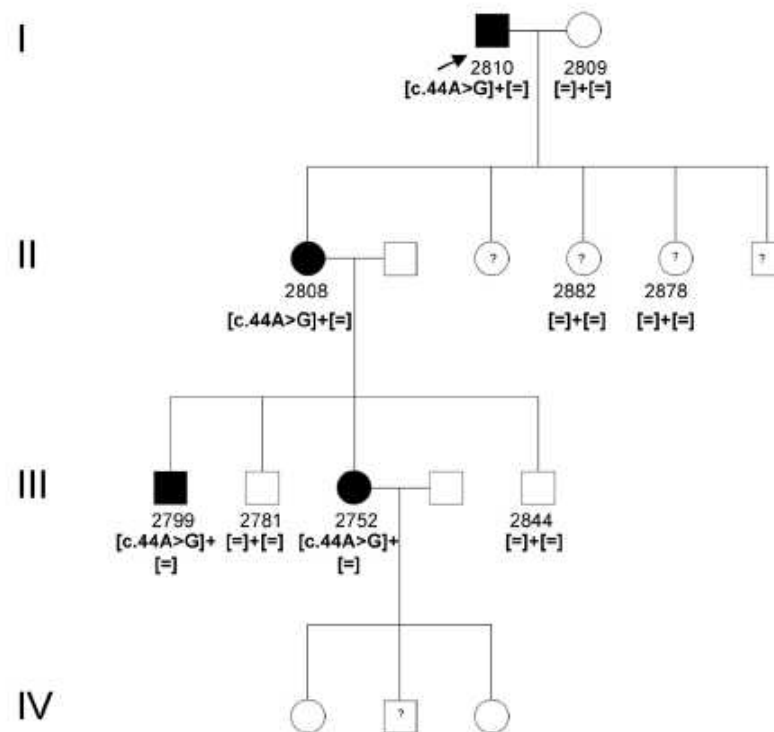 I
2810 2809
[c.44A>G]+[=] [=]+[=]
II
? ? ? ?
2808 2882 2878
[c.44A>G]+[=] [=]+[=] [=]+[=]
III
2799 2781 2752 2844
[c.44A>G]+ [=]+[=] [c.44A>G]+ [=]+[=]
[=] [=]
IV
?